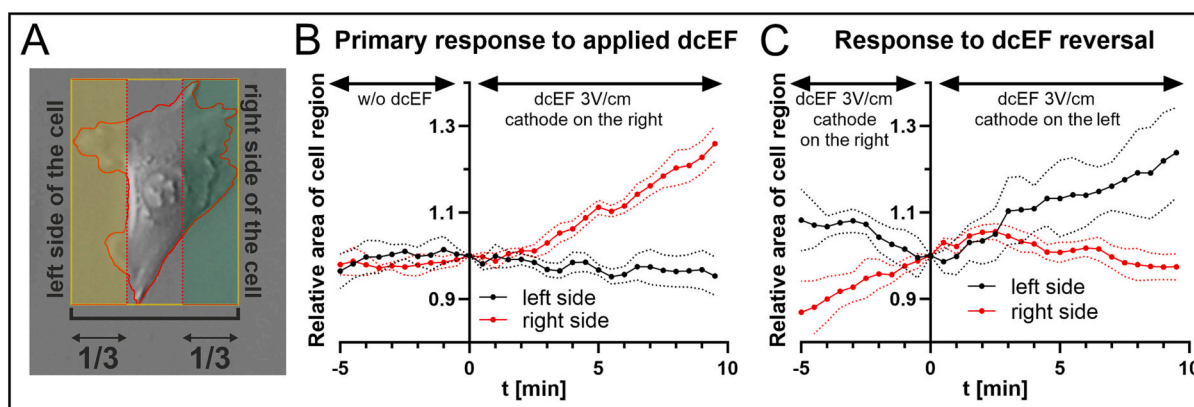 A
left side of the cell
right side of the cell
1/3
1/3
B
Primary response to applied dcEF
w/o dcEF
dcEF 3V/cm
cathode on the right
Relative area of cell region
1.3
1.1
0.9
left side
right side
-5
0
5
10
t [min]
C
Response to dcEF reversal
dcEF 3V/cm
cathode
on the right
dcEF 3V/cm
cathode on the left
Relative area of cell region
1.3
1.1
0.9
left side
right side
-5
0
5
10
t [min]